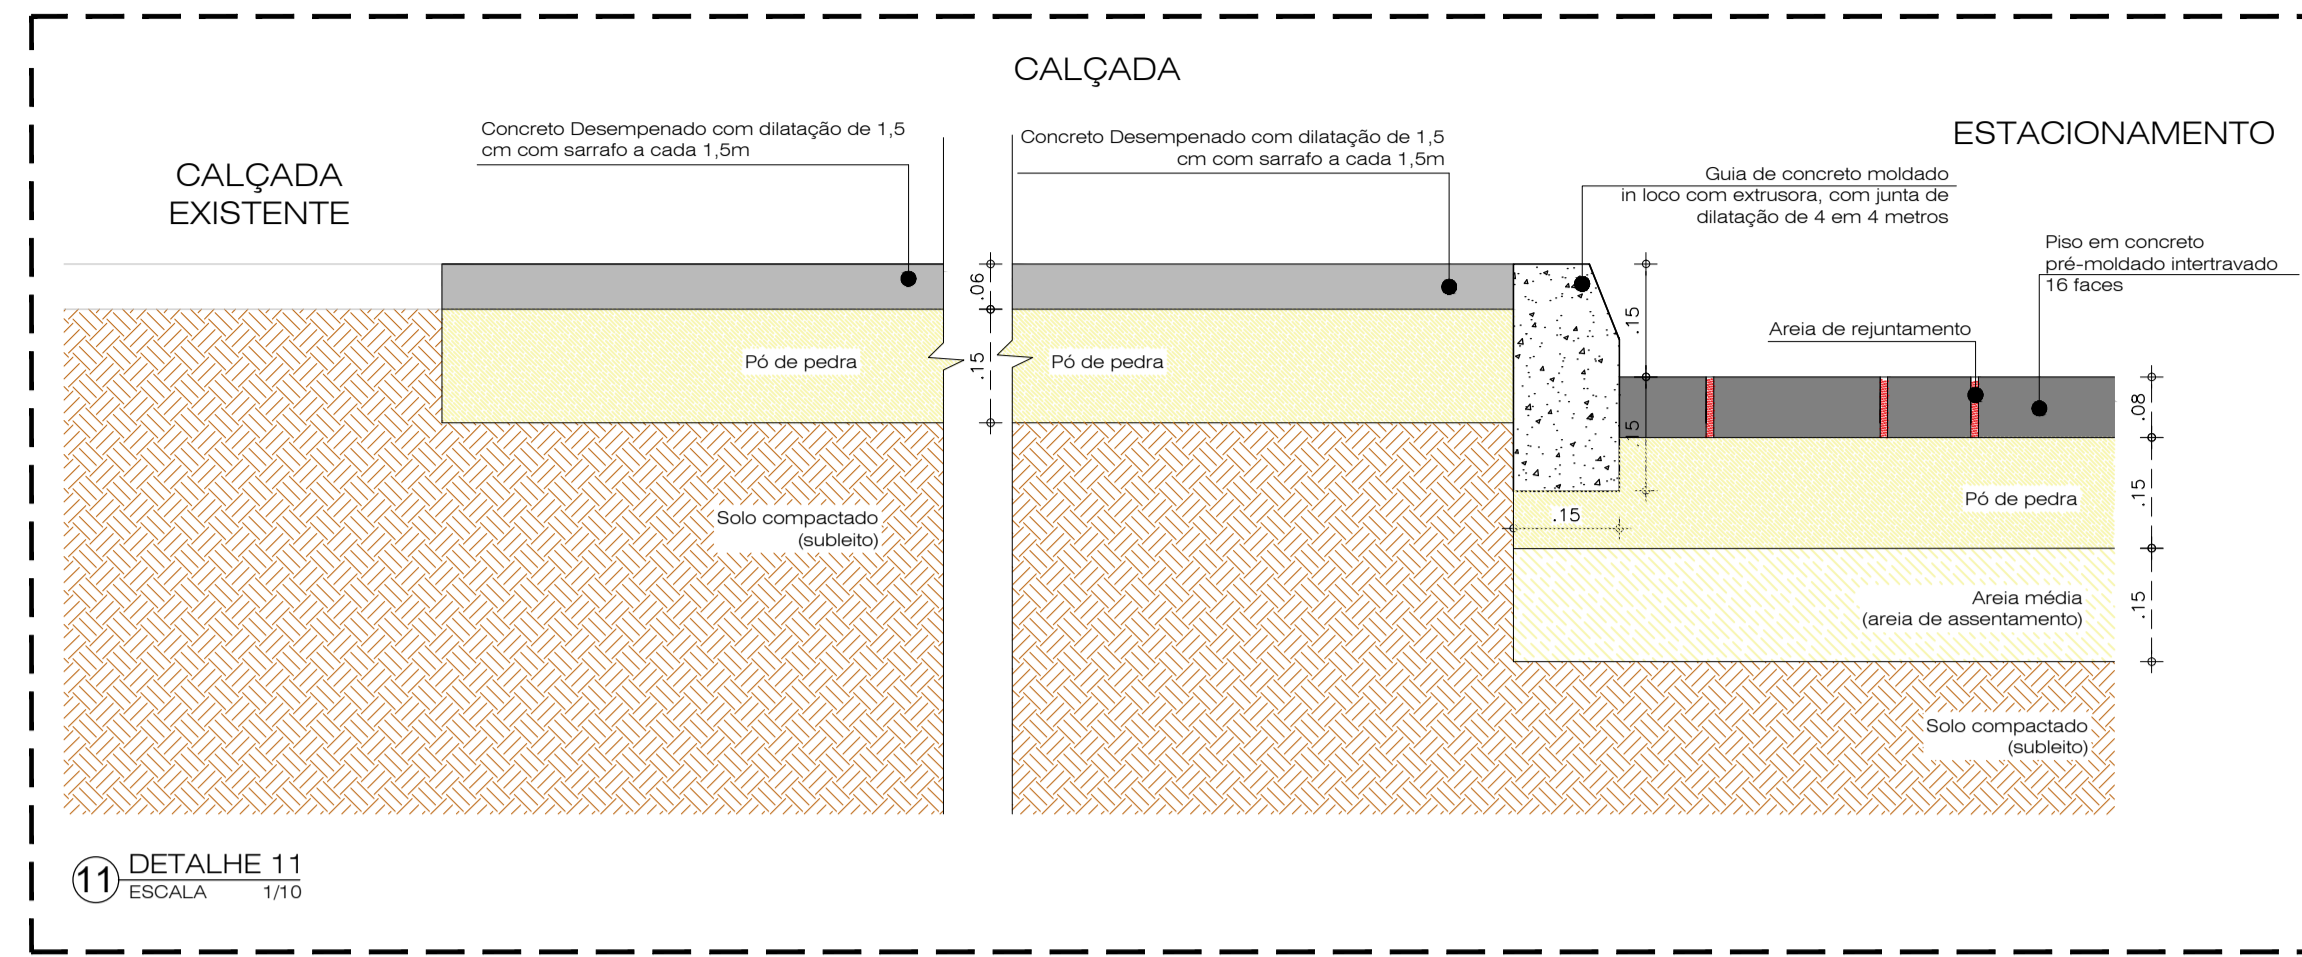 CALÇADA
ESTACIONAMENTO
CALÇADA
EXISTENTE
Concreto Desempenado com dilatação de 1,5
cm com sarrafo a cada 1,5m
Concreto Desempenado com dilatação de 1,5
cm com sarrafo a cada 1,5m
Guia de concreto moldado
in loco com extrusora, com junta de
dilatação de 4 em 4 metros
Piso em concreto
pré-moldado intertravado
16 faces
Areia de rejuntamento
.06
.15
.15
.15
.15
.08
.15
.15
Pó de pedra
Pó de pedra
Pó de pedra
Solo compactado
(subleito)
Areia média
(areia de assentamento)
Solo compactado
(subleito)
11
DETALHE 11
ESCALA 1/10